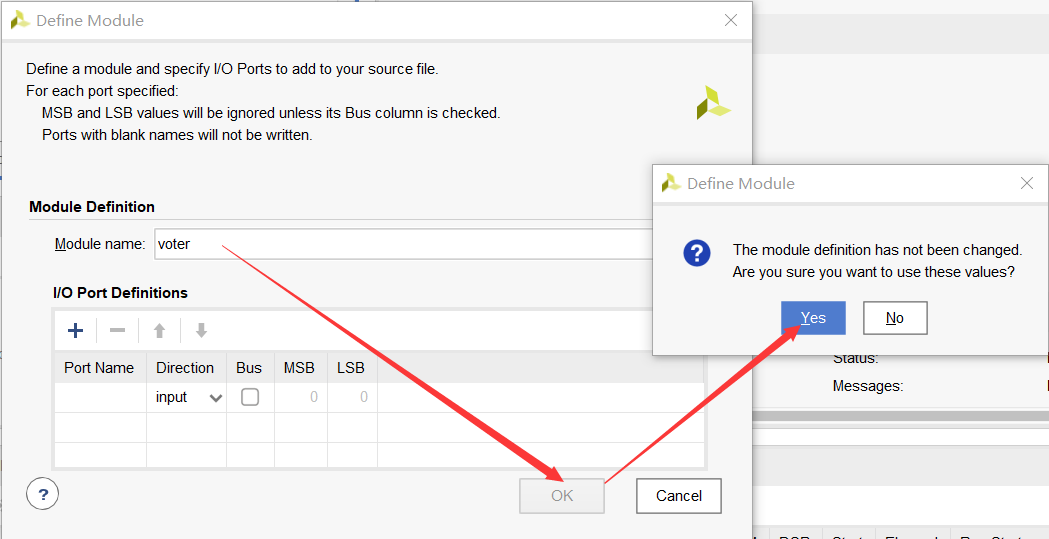 Define Module
Define a module and specify I/O Ports to add to your source file.
For each port specified:
MSB and LSB values will be ignored unless its Bus column is checked.
Ports with blank names will not be written.
Module Definition
Module name: voter
I/O Port Definitions
Port Name Direction Bus MSB LSB
input 0 0
? OK Cancel
Define Module
The module definition has not been changed.
Are you sure you want to use these values?
Yes No
Status:
Messages: